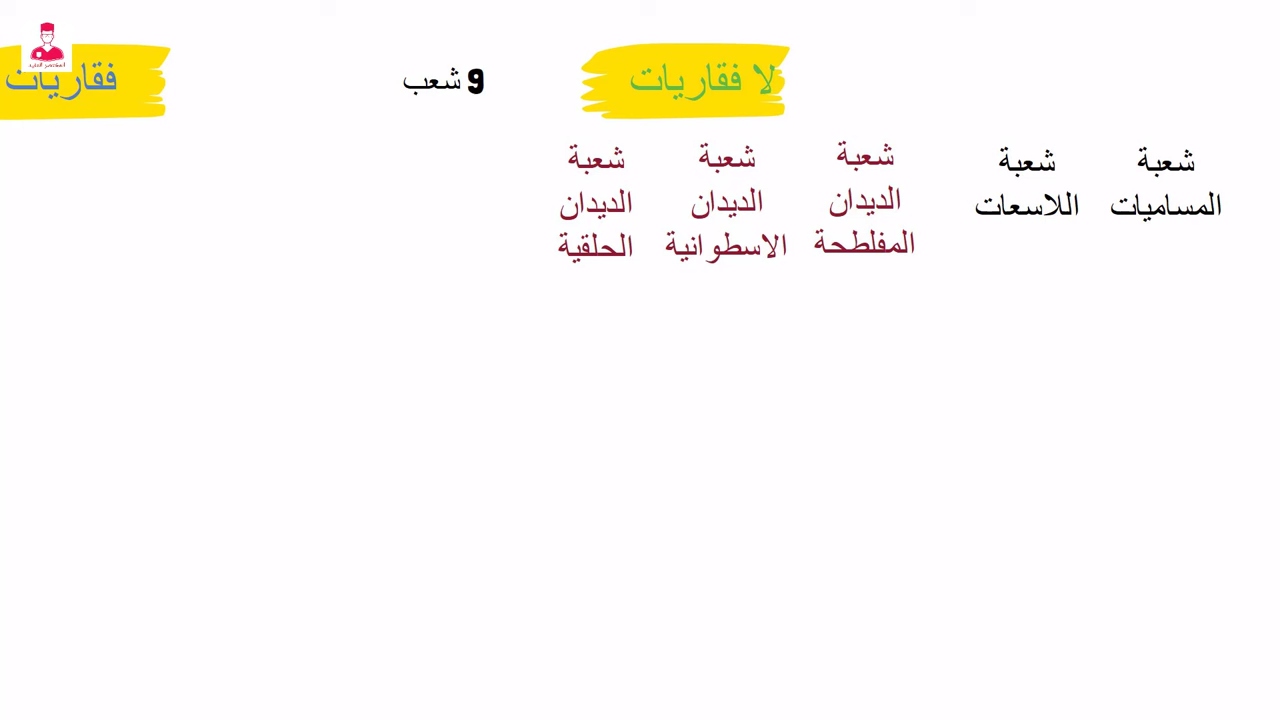 لا فقاريات
9 شعب
فقاريات
شعبة
المساميات
شعبة
اللاسعات
شعبة
الديدان
المفلطحة
شعبة
الديدان
الاسطوانية
شعبة
الديدان
الحلقية